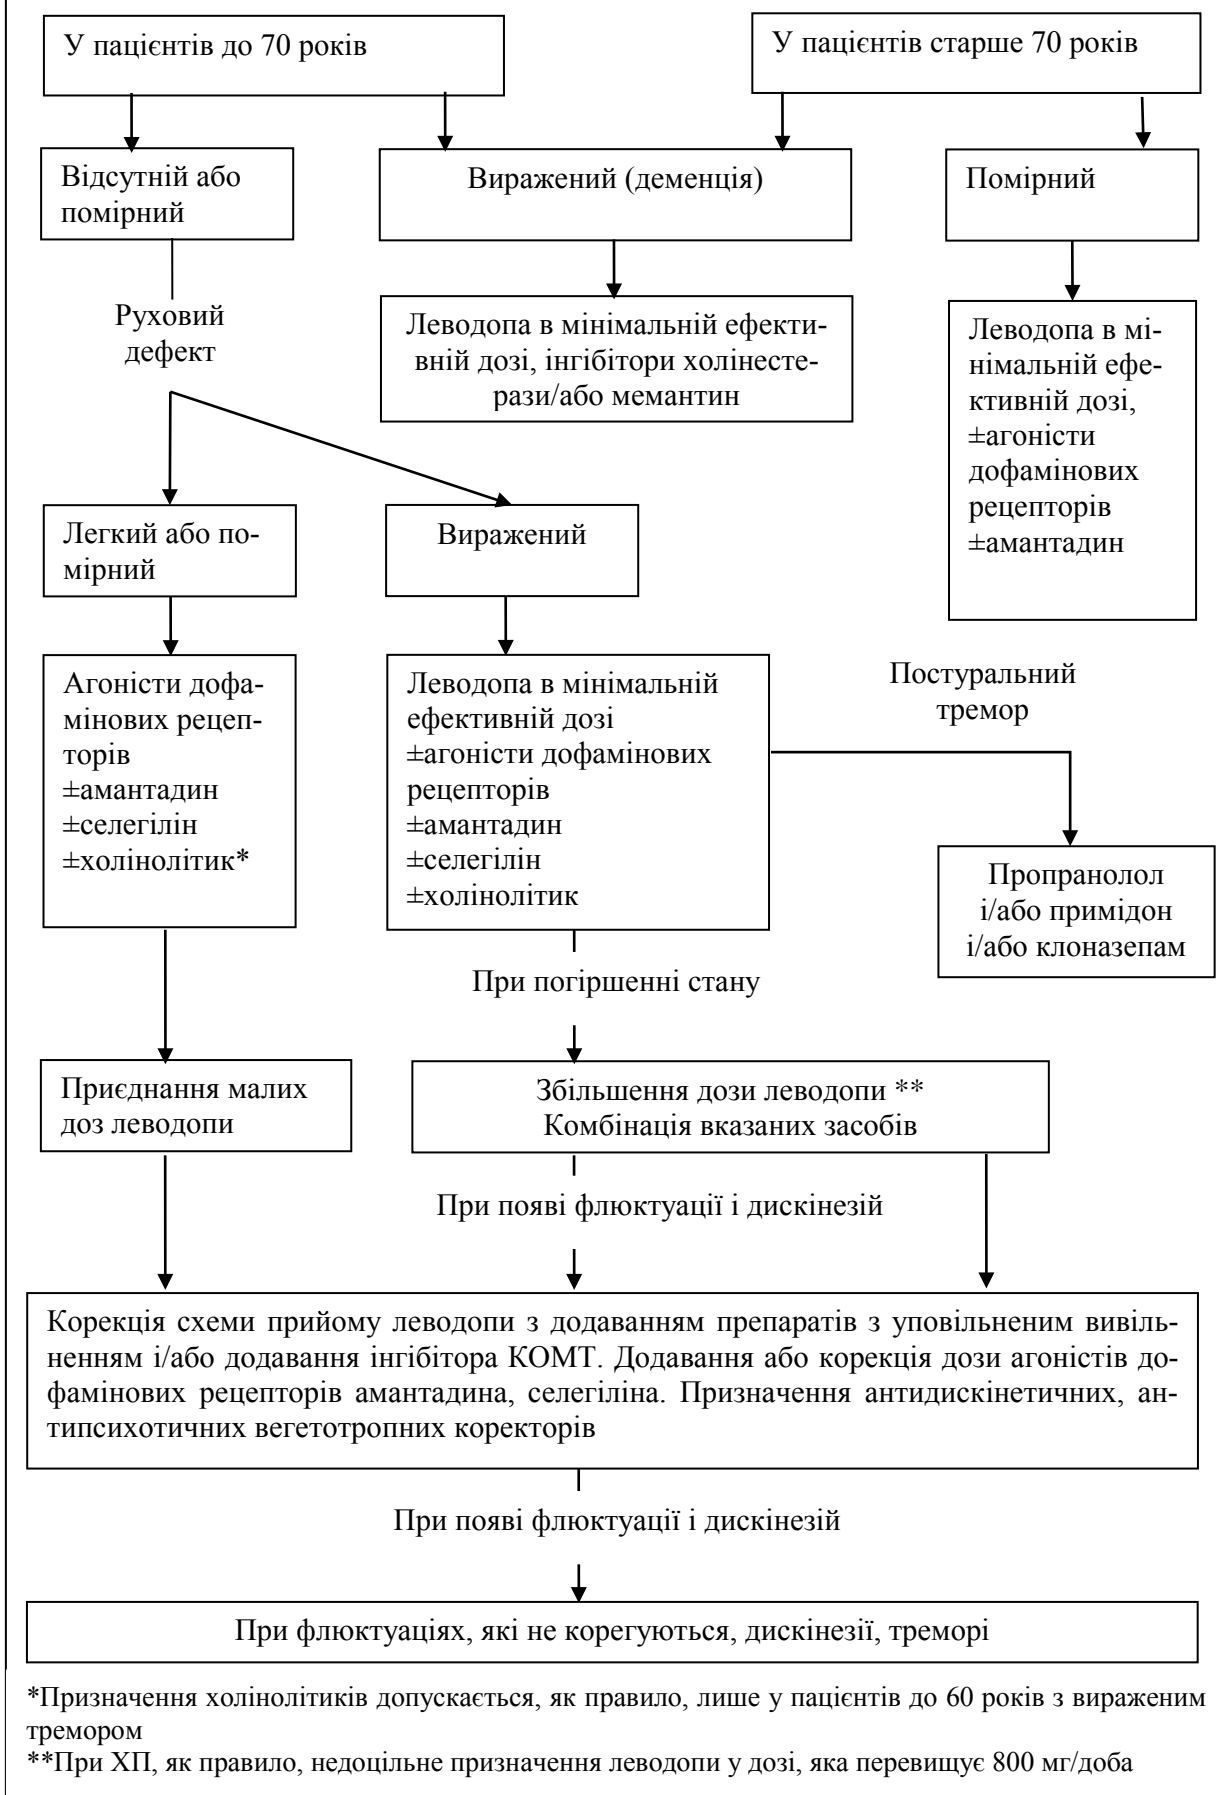 У пацієнтів до 70 років
У пацієнтів старше 70 років
Відсутній або
помірний
Виражений (деменція)
Помірний
Руховий
дефект
Леводопа в мінімальній ефекти-
вній дозі, інгібітори холінесте-
рази/або мемантин
Леводопа в мі-
німальній ефе-
ктивній дозі,
±агоністи
дофамінових
рецепторів
±амантадин
Легкий або по-
мірний
Виражений
Агоністи дофа-
мінових рецеп-
торів
±амантадин
±селегілін
±холінолітик*
Леводопа в мінімальній
ефективній дозі
±агоністи дофамінових
рецепторів
±амантадин
±селегілін
±холінолітик
Постуральний
тремор
Пропранолол
і/або примідон
і/або клоназепам
При погіршенні стану
Приєднання малих
доз леводопи
Збільшення дози леводопи **
Комбінація вказаних засобів
При появі флюктуації і дискінезій
Корекція схеми прийому леводопи з додаванням препаратів з уповільненим вивіль-
ненням і/або додавання інгібітора КОМТ. Додавання або корекція дози агоністів до-
фамінових рецепторів амантадина, селегіліна. Призначення антидискінетичних, ан-
типсихотичних вегетотропних коректорів
При появі флюктуації і дискінезій
При флюктуаціях, які не корегуються, дискінезії, треморі
*Призначення холінолітиків допускається, як правило, лише у пацієнтів до 60 років з вираженим
тремором
**При ХП, як правило, недоцільне призначення леводопи у дозі, яка перевищує 800 мг/доба